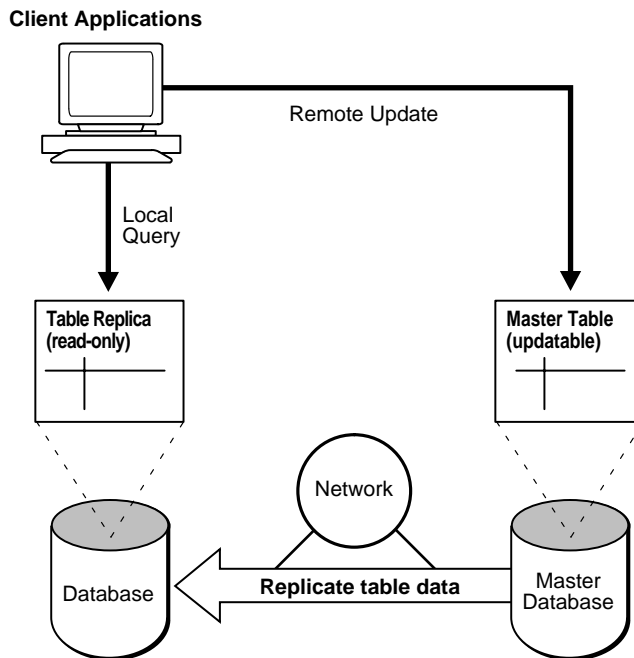 Client Applications
Remote Update
Local
Query
Table Replica
(read-only)
Master Table
(updatable)
Network
Database
Replicate table data
Master
Database